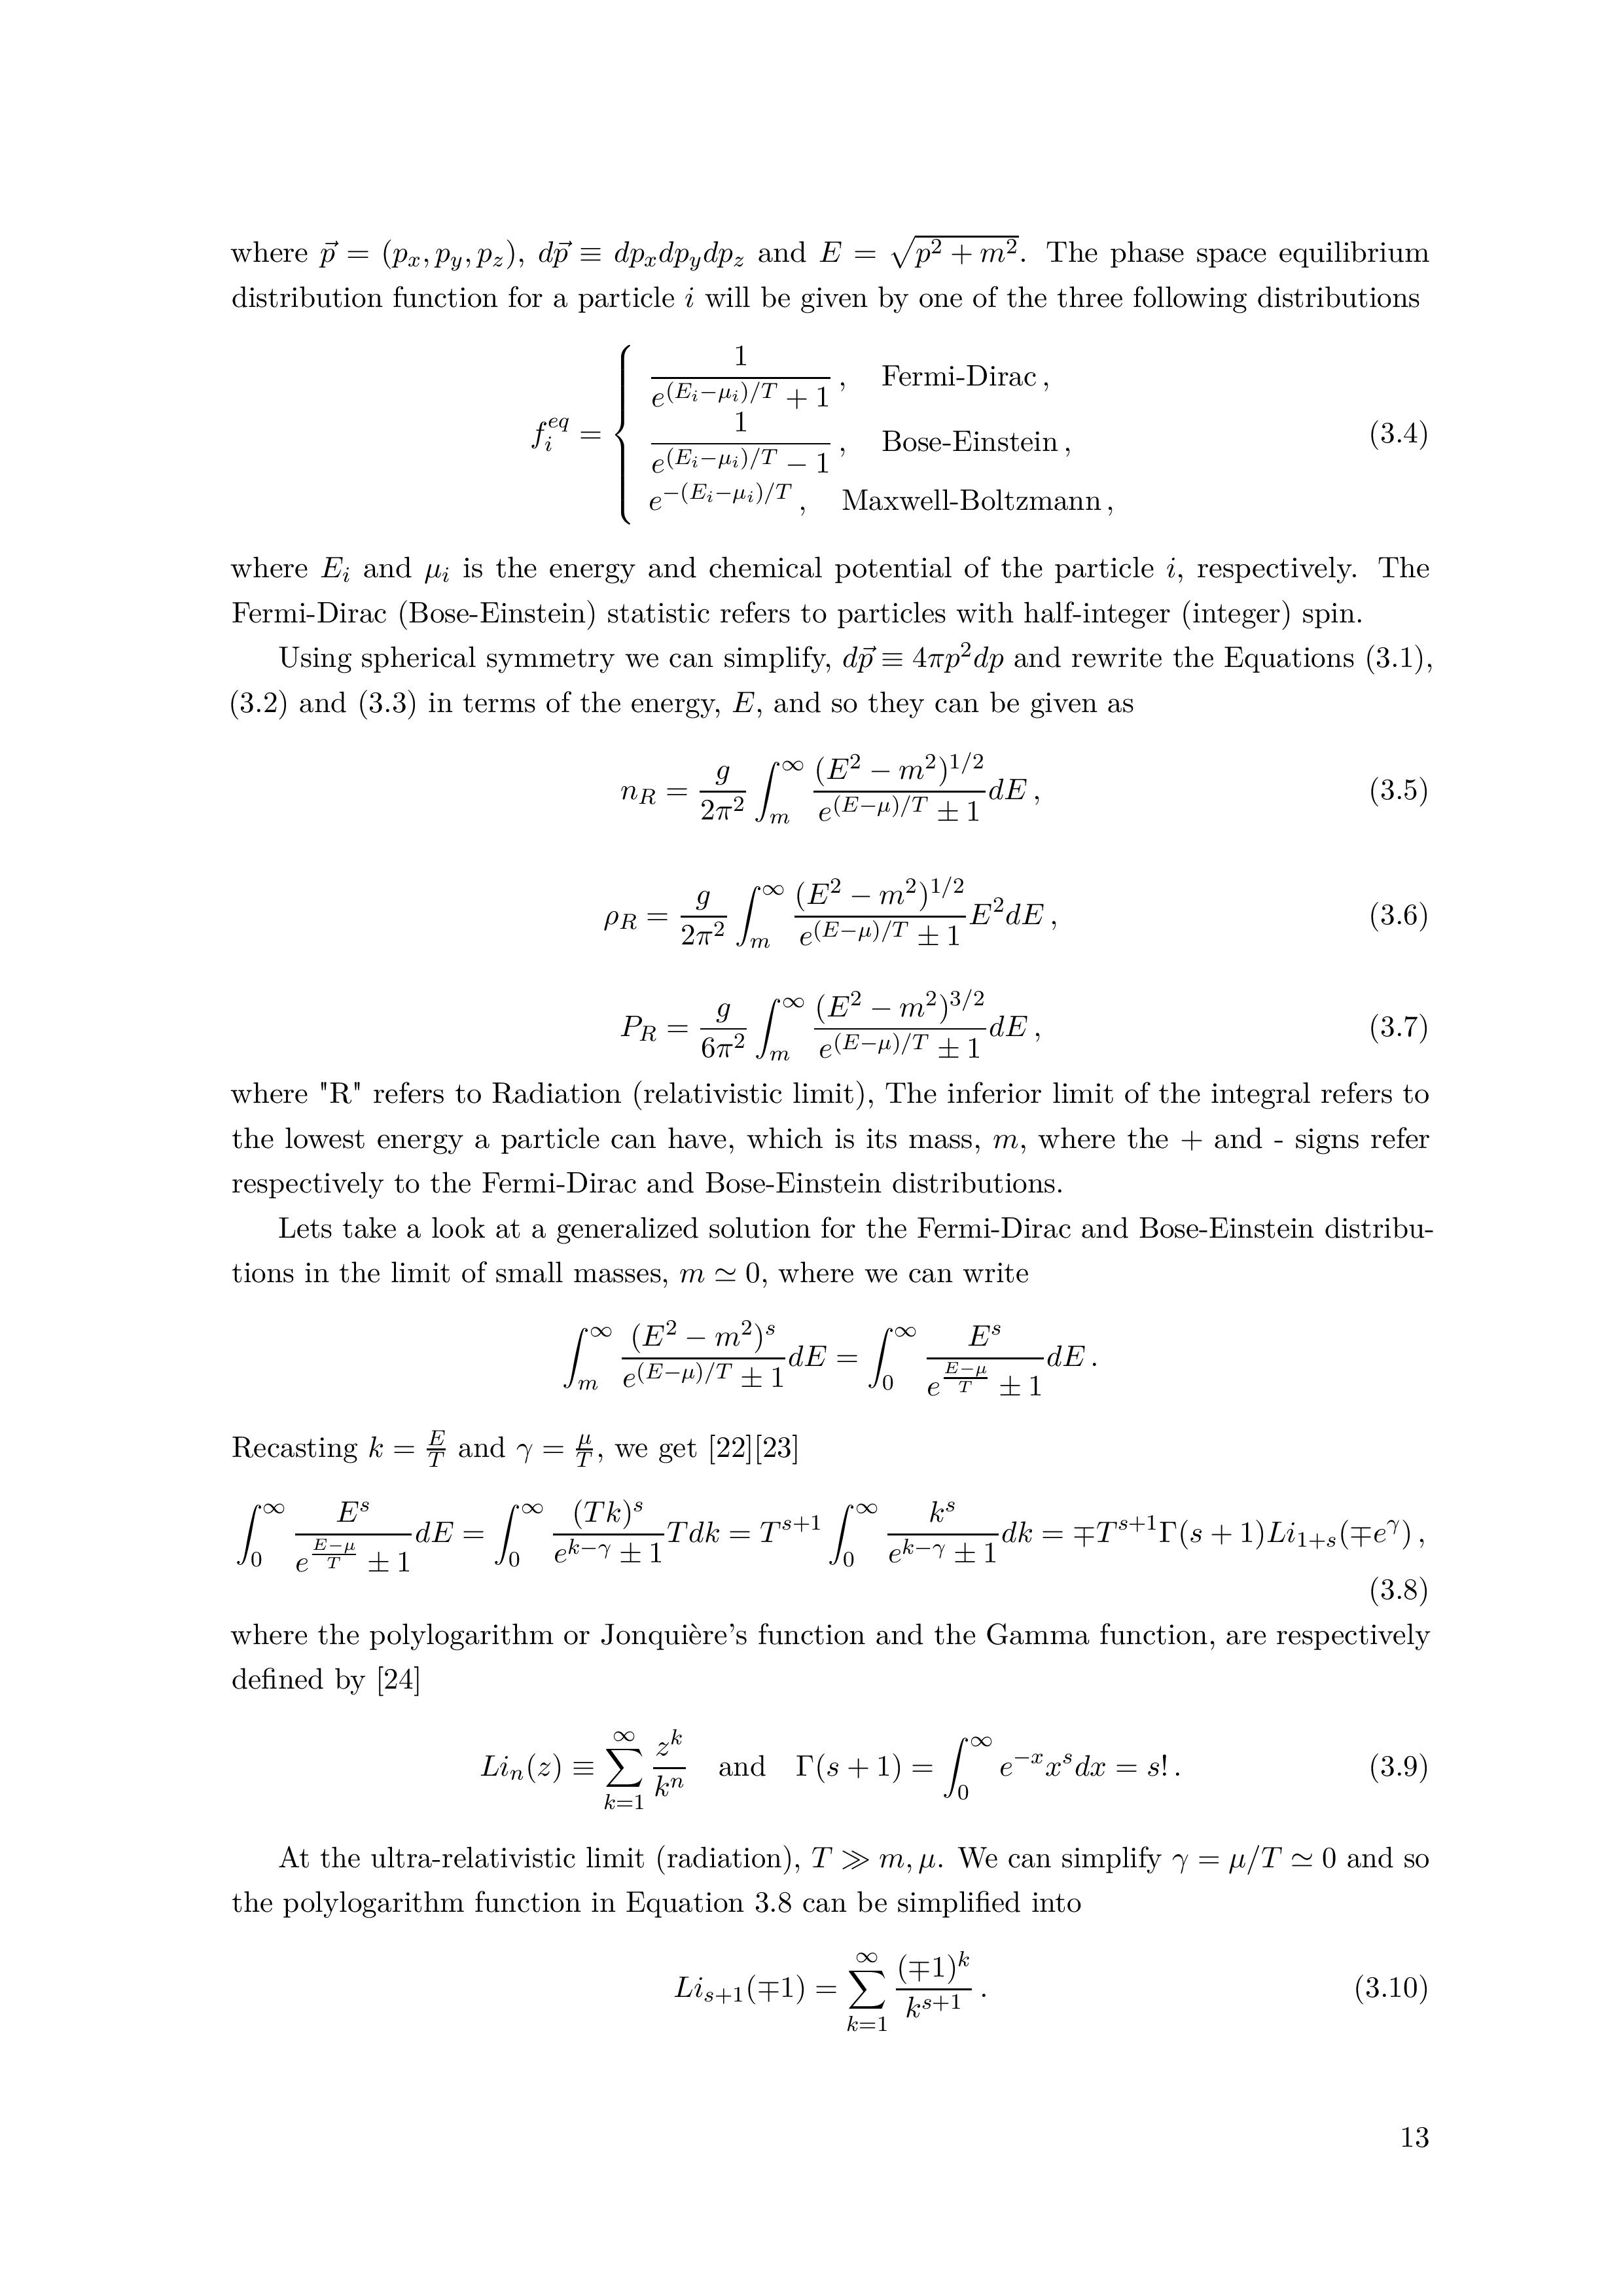 where $\vec{p} = (p_x, p_y, p_z)$, $d\vec{p} \equiv dp_x dp_y dp_z$ and $E = \sqrt{p^2 + m^2}$. The phase space equilibrium
distribution function for a particle $i$ will be given by one of the three following distributions
$f_i^{eq} = \begin{cases} \frac{1}{e^{(E_i-\mu_i)/T} + 1}\,, \quad \text{Fermi-Dirac}\,, \\ \frac{1}{e^{(E_i-\mu_i)/T} - 1}\,, \quad \text{Bose-Einstein}\,, \\ e^{-(E_i-\mu_i)/T}\,, \quad \text{Maxwell-Boltzmann}\,, \end{cases}$ (3.4)
where $E_i$ and $\mu_i$ is the energy and chemical potential of the particle $i$, respectively. The
Fermi-Dirac (Bose-Einstein) statistic refers to particles with half-integer (integer) spin.
Using spherical symmetry we can simplify, $d\vec{p} \equiv 4\pi p^2 dp$ and rewrite the Equations (3.1),
(3.2) and (3.3) in terms of the energy, $E$, and so they can be given as
$n_R = \frac{g}{2\pi^2} \int_m^\infty \frac{(E^2 - m^2)^{1/2}}{e^{(E-\mu)/T} \pm 1} dE\,,$ (3.5)
$\rho_R = \frac{g}{2\pi^2} \int_m^\infty \frac{(E^2 - m^2)^{1/2}}{e^{(E-\mu)/T} \pm 1} E^2 dE\,,$ (3.6)
$P_R = \frac{g}{6\pi^2} \int_m^\infty \frac{(E^2 - m^2)^{3/2}}{e^{(E-\mu)/T} \pm 1} dE\,,$ (3.7)
where "R" refers to Radiation (relativistic limit), The inferior limit of the integral refers to
the lowest energy a particle can have, which is its mass, $m$, where the + and - signs refer
respectively to the Fermi-Dirac and Bose-Einstein distributions.
Lets take a look at a generalized solution for the Fermi-Dirac and Bose-Einstein distribu-
tions in the limit of small masses, $m \simeq 0$, where we can write
$\int_m^\infty \frac{(E^2 - m^2)^s}{e^{(E-\mu)/T} \pm 1} dE = \int_0^\infty \frac{E^s}{e^{\frac{E-\mu}{T}} \pm 1} dE\,.$
Recasting $k = \frac{E}{T}$ and $\gamma = \frac{\mu}{T}$, we get [22][23]
$\int_0^\infty \frac{E^s}{e^{\frac{E-\mu}{T}} \pm 1} dE = \int_0^\infty \frac{(Tk)^s}{e^{k-\gamma} \pm 1} T dk = T^{s+1} \int_0^\infty \frac{k^s}{e^{k-\gamma} \pm 1} dk = \mp T^{s+1} \Gamma(s+1) Li_{1+s}(\mp e^\gamma)\,,$
(3.8)
where the polylogarithm or Jonquière's function and the Gamma function, are respectively
defined by [24]
$Li_n(z) \equiv \sum_{k=1}^\infty \frac{z^k}{k^n} \quad \text{and} \quad \Gamma(s+1) = \int_0^\infty e^{-x} x^s dx = s!\,.$ (3.9)
At the ultra-relativistic limit (radiation), $T \gg m, \mu$. We can simplify $\gamma = \mu/T \simeq 0$ and so
the polylogarithm function in Equation 3.8 can be simplified into
$Li_{s+1}(\mp 1) = \sum_{k=1}^\infty \frac{(\mp 1)^k}{k^{s+1}}\,.$ (3.10)
13